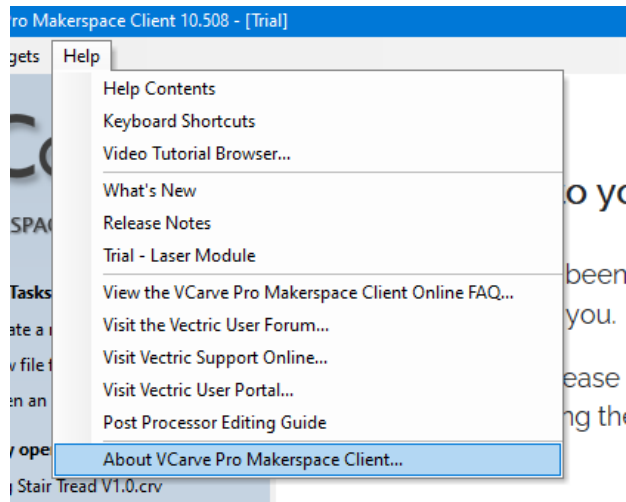 ro Makerspace Client 10.508 - [Trial]
gets Help
Help Contents
Keyboard Shortcuts
Video Tutorial Browser...
What's New
Release Notes
Trial - Laser Module
View the VCarve Pro Makerspace Client Online FAQ...
Visit the Vectric User Forum...
Visit Vectric Support Online...
Visit Vectric User Portal...
Post Processor Editing Guide
About VCarve Pro Makerspace Client...
SPA
Tasks
ate a
file
en an
ope
Stair Tread V1.0.crv
o yo
been
you.
ease
ng the